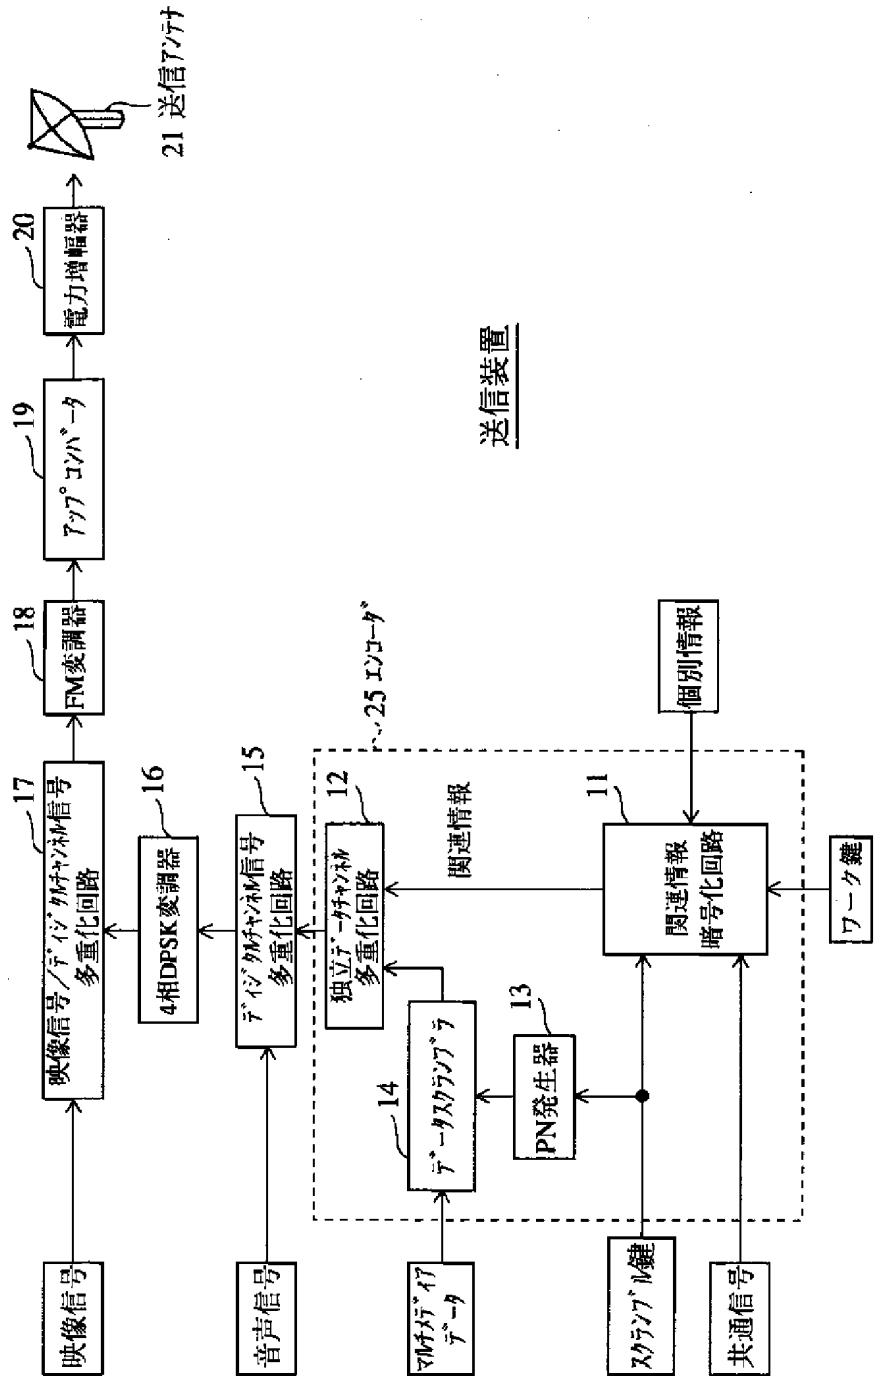 映像信号
17
映像信号／ディジタルチャンネル信号
多重化回路
18
FM変調器
19
アップコンバータ
20
電力増幅器
21 送信アンテナ
16
4相DPSK変調器
音声信号
15
ディジタルチャンネル信号
多重化回路
25 エンコーダ
12
独立データチャンネル
多重化回路
マルチメディア
データ
14
データスクランブラ
関連情報
13
PN発生器
スクランブル鍵
11
関連情報
暗号化回路
個別情報
共通信号
ワーク鍵
送信装置